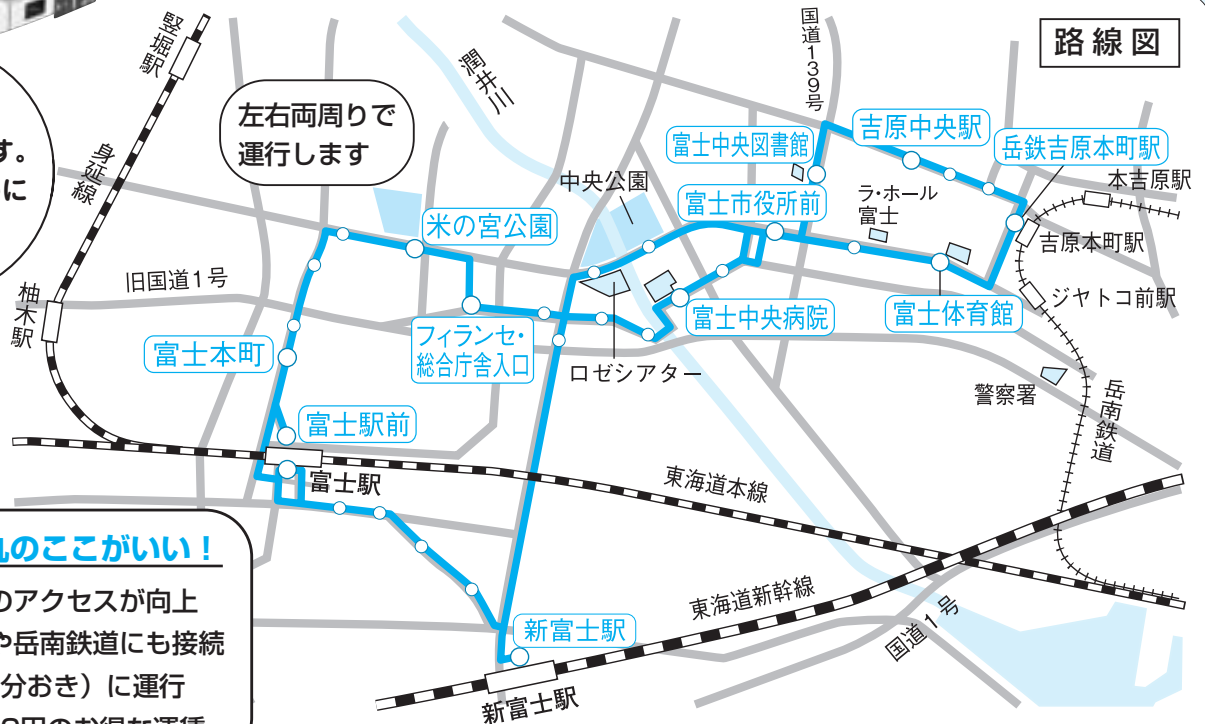 路線図
竪堀駅
身延線
潤井川
国道139号
左右両周りで
運行します
す。
に
富士中央図書館
吉原中央駅
岳鉄吉原本町駅
本吉原駅
中央公園
富士市役所前
ラ・ホール
富士
吉原本町駅
米の宮公園
旧国道1号
柚木駅
ジヤトコ前駅
富士体育館
富士中央病院
フィランセ・
総合庁舎入口
ロゼシアター
富士本町
警察署
岳南鉄道
富士駅前
富士駅
東海道本線
東海道新幹線
国道1号
新富士駅
新富士駅
のここがいい！
のアクセスが向上
や岳南鉄道にも接続
分おき）に運行
円のお得な運賃